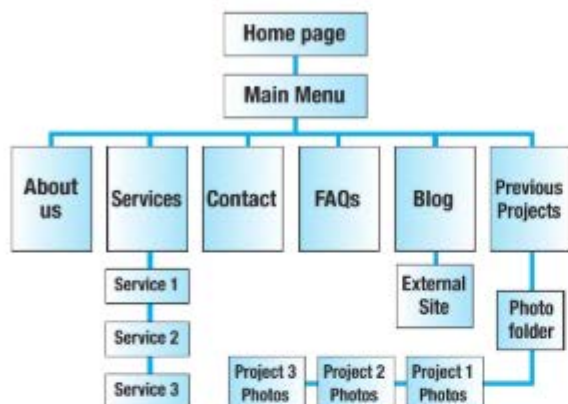 Home page
Main Menu
About
us
Services
Contact
FAQs
Blog
Previous
Projects
Service 1
Service 2
Service 3
External
Site
Photo
folder
Project 3
Photos
Project 2
Photos
Project 1
Photos